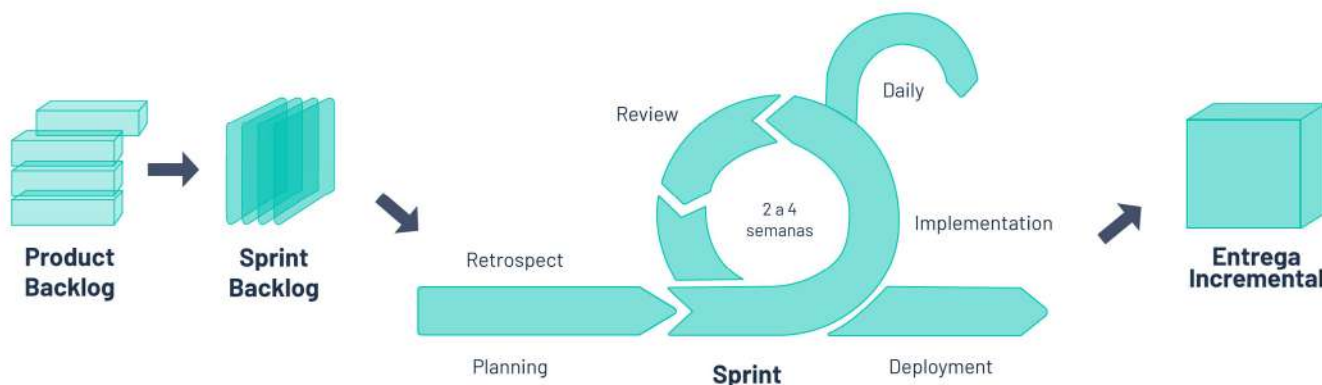 Product
Backlog
Sprint
Backlog
Retrospect
Planning
Review
2 a 4
semanas
Sprint
Daily
Implementation
Deployment
Entrega
Incremental